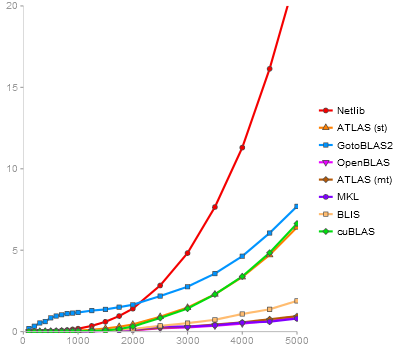 20
15
10
5
0
0 1000 2000 3000 4000 5000
Netlib
ATLAS (st)
GotoBLAS2
OpenBLAS
ATLAS (mt)
MKL
BLIS
cuBLAS